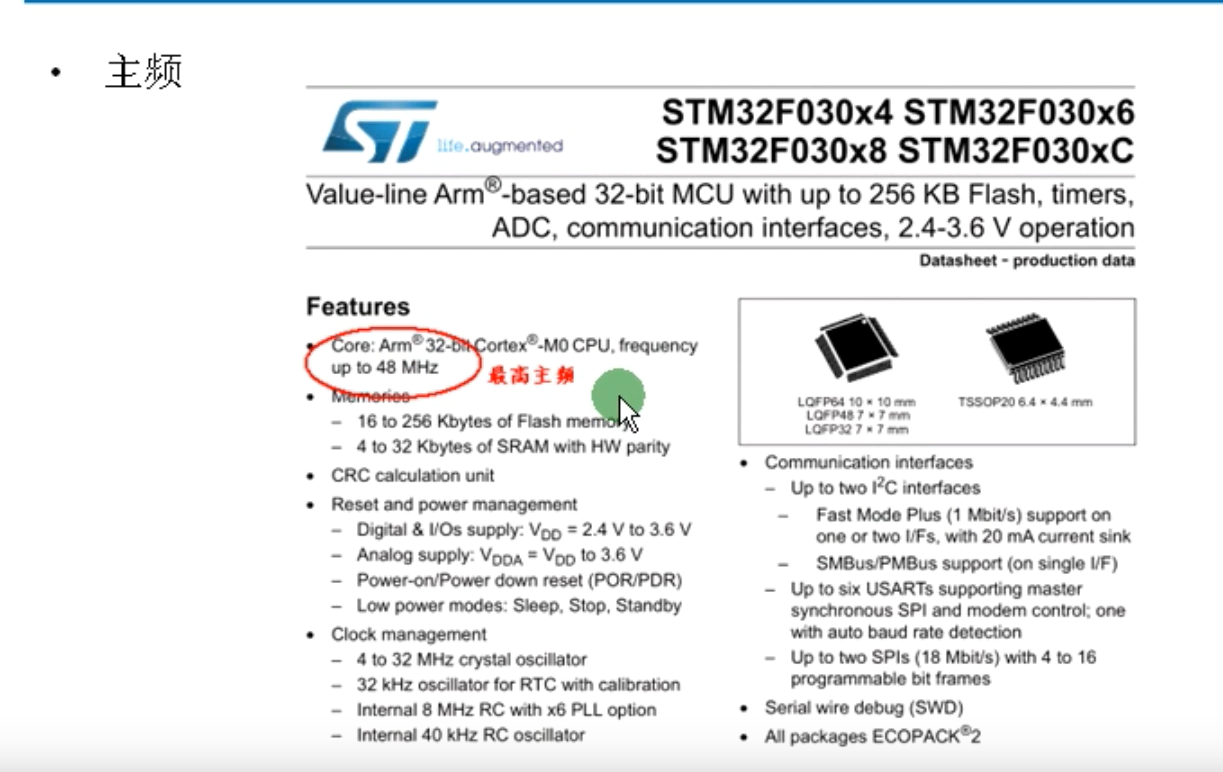 • 主频
ST life.augmented
STM32F030x4 STM32F030x6
STM32F030x8 STM32F030xC
Value-line Arm®-based 32-bit MCU with up to 256 KB Flash, timers,
ADC, communication interfaces, 2.4-3.6 V operation
Datasheet - production data
Features
• Core: Arm® 32-bit Cortex®-M0 CPU, frequency
up to 48 MHz
最高主频
• Memories
– 16 to 256 Kbytes of Flash memory
– 4 to 32 Kbytes of SRAM with HW parity
• CRC calculation unit
• Reset and power management
– Digital & I/Os supply: VDD = 2.4 V to 3.6 V
– Analog supply: VDDA = VDD to 3.6 V
– Power-on/Power down reset (POR/PDR)
– Low power modes: Sleep, Stop, Standby
• Clock management
– 4 to 32 MHz crystal oscillator
– 32 kHz oscillator for RTC with calibration
– Internal 8 MHz RC with x6 PLL option
– Internal 40 kHz RC oscillator
LQFP64 10 × 10 mm
LQFP48 7 × 7 mm
LQFP32 7 × 7 mm
TSSOP20 6.4 × 4.4 mm
• Communication interfaces
– Up to two I²C interfaces
– Fast Mode Plus (1 Mbit/s) support on
one or two I/Fs, with 20 mA current sink
– SMBus/PMBus support (on single I/F)
– Up to six USARTs supporting master
synchronous SPI and modem control; one
with auto baud rate detection
– Up to two SPIs (18 Mbit/s) with 4 to 16
programmable bit frames
• Serial wire debug (SWD)
• All packages ECOPACK®2